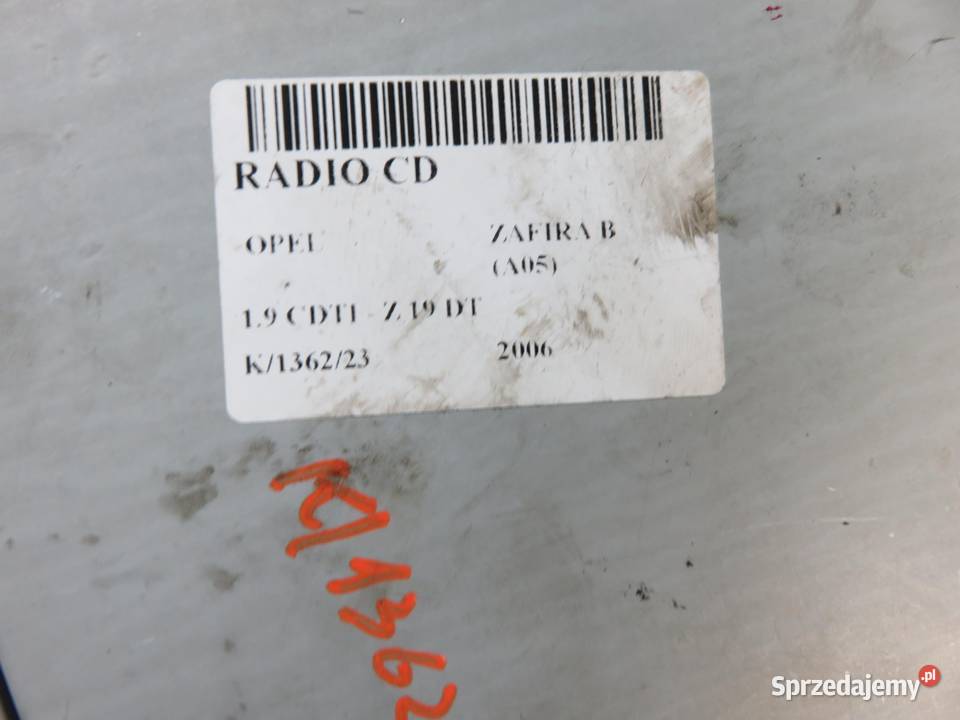 RADIO CD
OPEL ZAFIRA B
(A05)
1.9 CDTI - Z 19 DT
K/1362/23 2006
K/1362
Sprzedajemy.pl